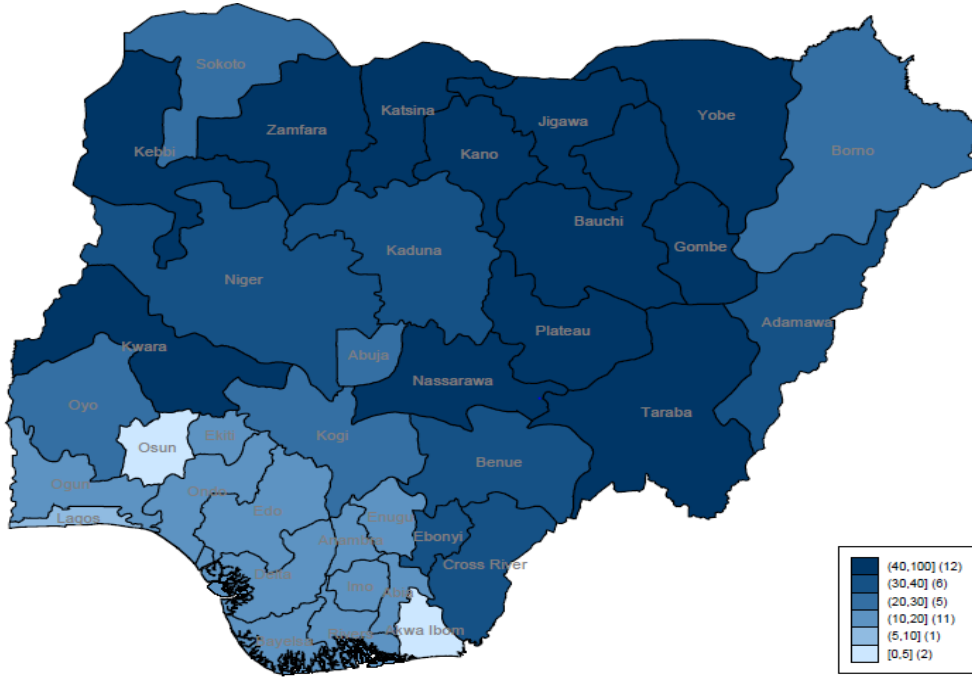 Sokoto
Katsina
Jigawa
Yobe
Zamfara
Kebbi
Kano
Borno
Bauchi
Gombe
Kaduna
Niger
Adamawa
Plateau
Kwara
Abuja
Nassarawa
Oyo
Taraba
Kogi
Osun
Ekiti
Benue
Ogun
Ondo
Edo
Lagos
Enugu
Anambra
Ebonyi
Cross River
Delta
Imo
Abia
Bayelsa
Rivers
Akwa Ibom
(40,100] (12)
(30,40] (6)
(20,30] (5)
(10,20] (11)
(5,10] (1)
[0,5] (2)